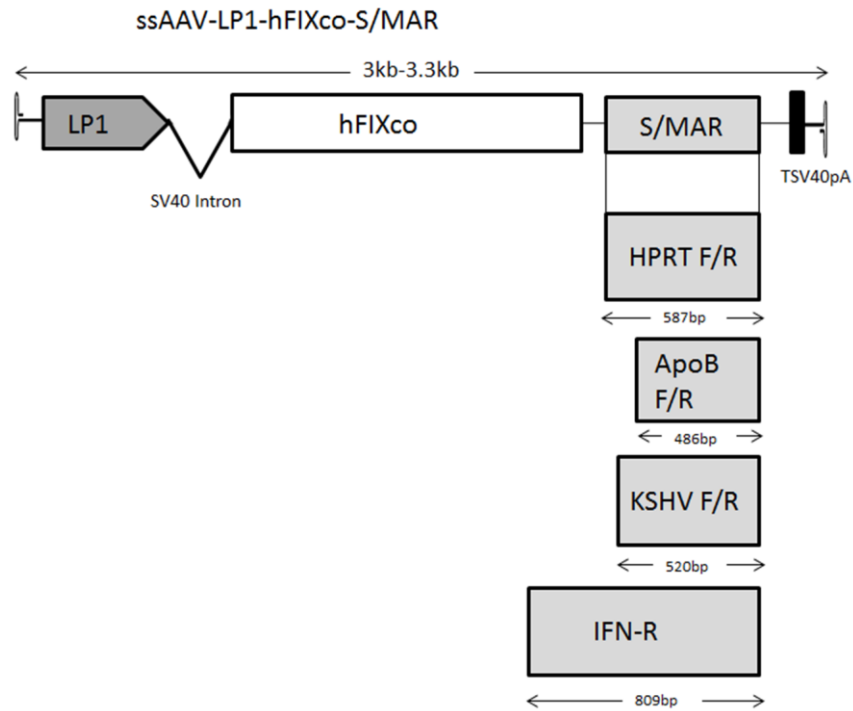 ssAAV-LP1-hFIXco-S/MAR
3kb-3.3kb
LP1
hFIXco
S/MAR
SV40 Intron
TSV40pA
HPRT F/R
587bp
ApoB
F/R
486bp
KSHV F/R
520bp
IFN-R
809bp